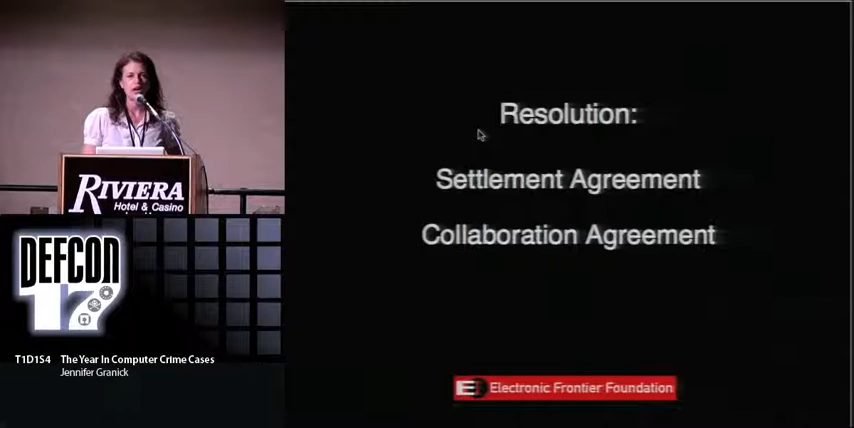 Resolution:
Settlement Agreement
Collaboration Agreement
Electronic Frontier Foundation
RIVIERA
Hotel & Casino
DEFCON
17
T1D1S4 The Year In Computer Crime Cases
Jennifer Granick